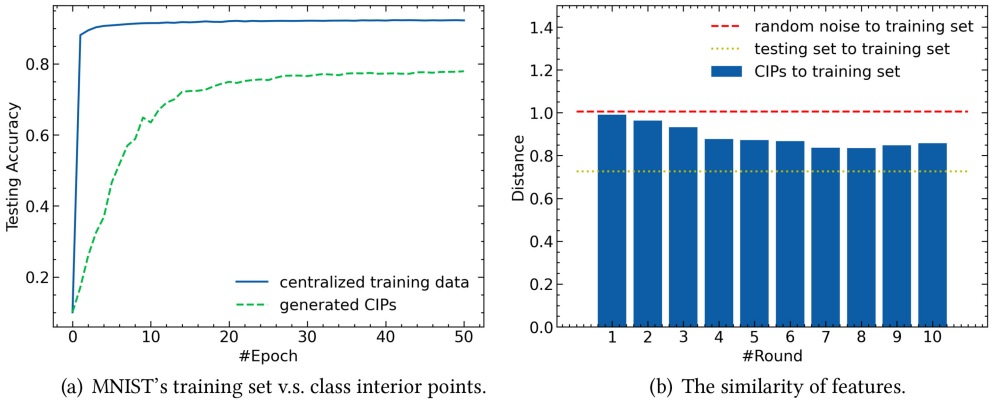 Testing Accuracy
0.8
0.6
0.4
0.2
0 10 20 30 40 50
#Epoch
centralized training data
generated CIPs
(a) MNIST's training set v.s. class interior points.
Distance
1.4
1.2
1.0
0.8
0.6
0.4
0.2
0.0
1 2 3 4 5 6 7 8 9 10
#Round
random noise to training set
testing set to training set
CIPs to training set
(b) The similarity of features.